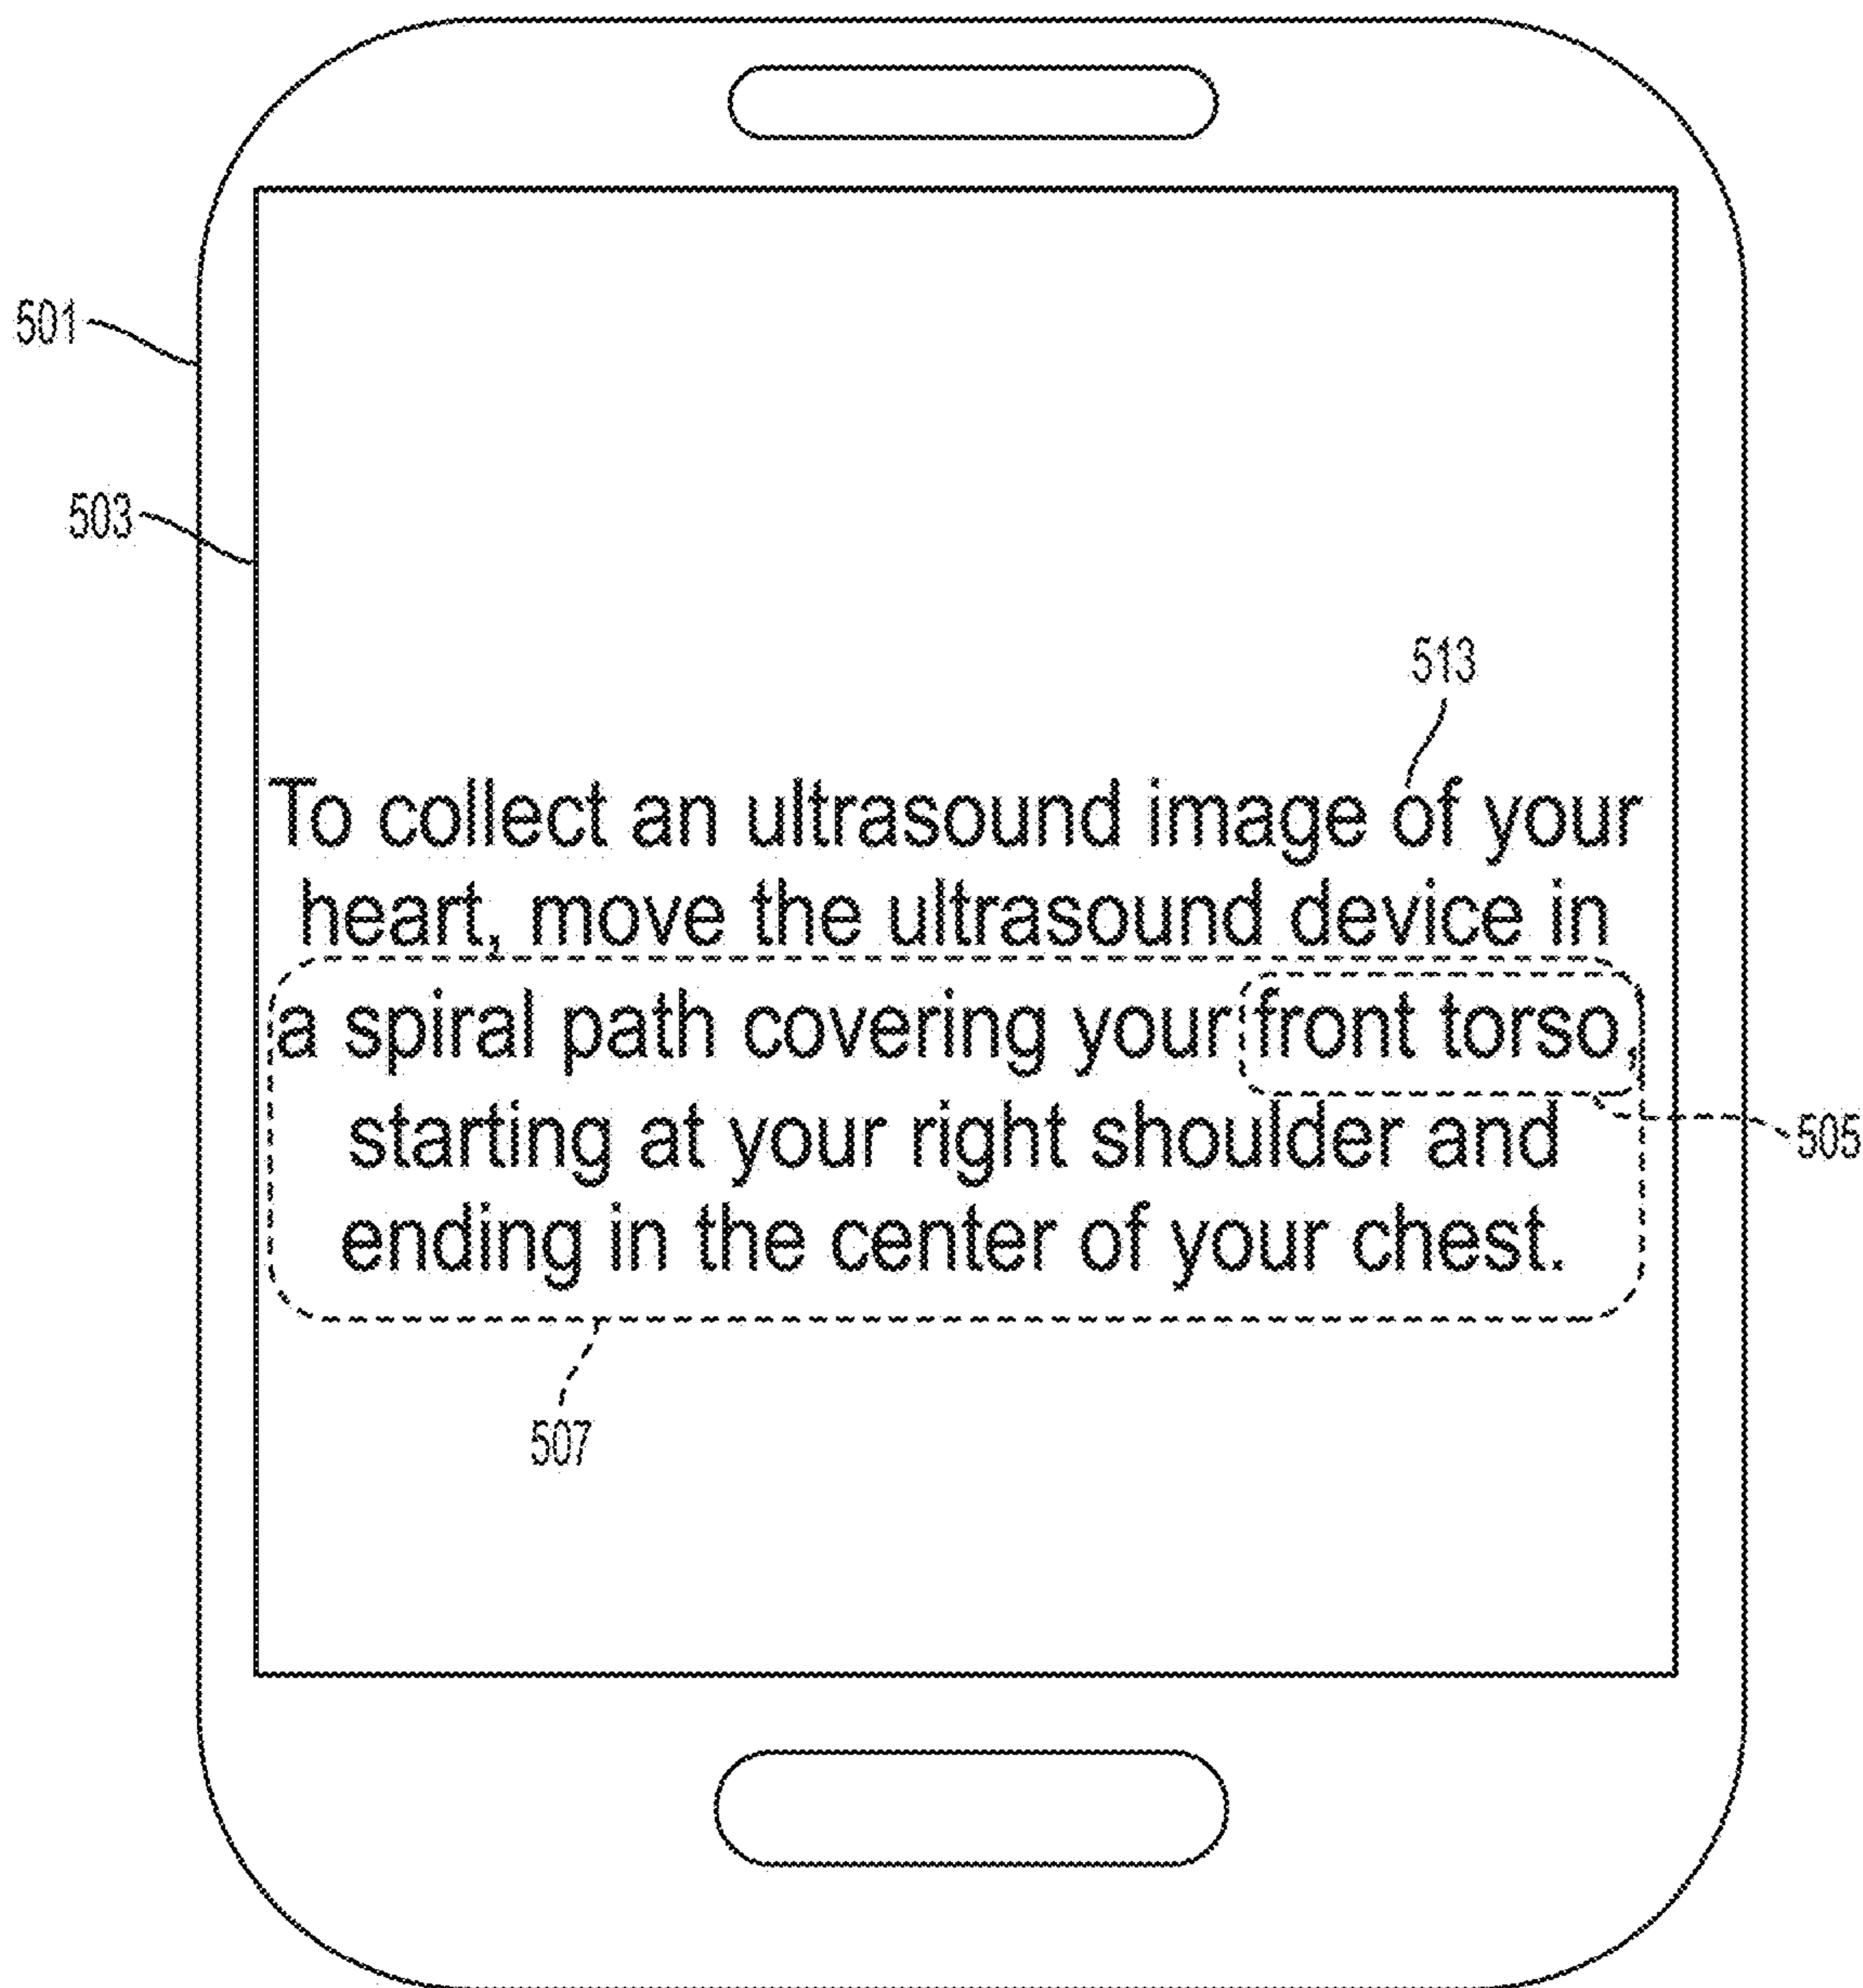 501
503
513
To collect an ultrasound image of your
heart, move the ultrasound device in
a spiral path covering your front torso,
starting at your right shoulder and
ending in the center of your chest.
505
507